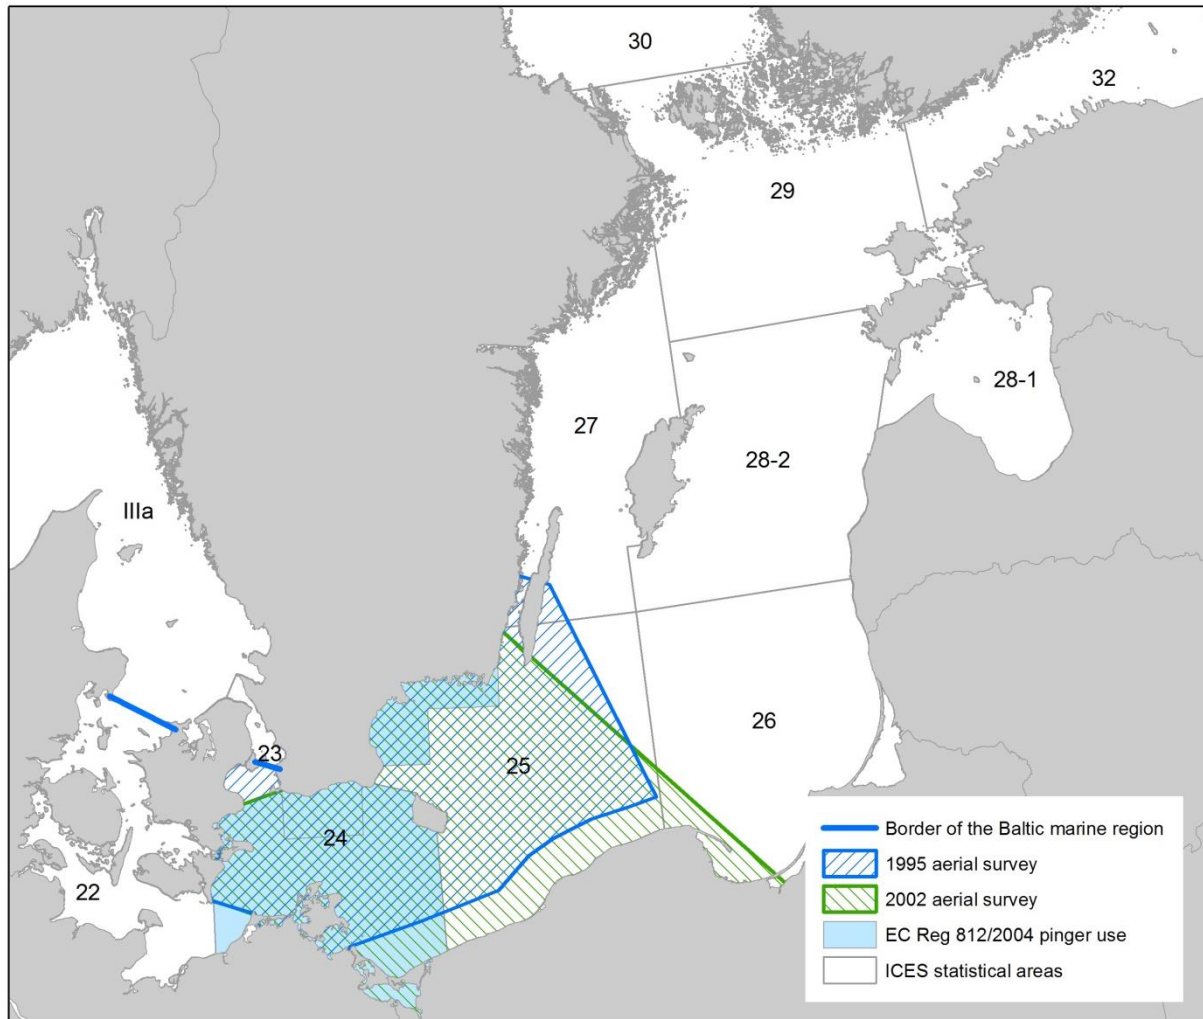 30
32
29
28-1
27
28-2
IIIa
26
23
25
24
22
Border of the Baltic marine region
1995 aerial survey
2002 aerial survey
EC Reg 812/2004 pinger use
ICES statistical areas